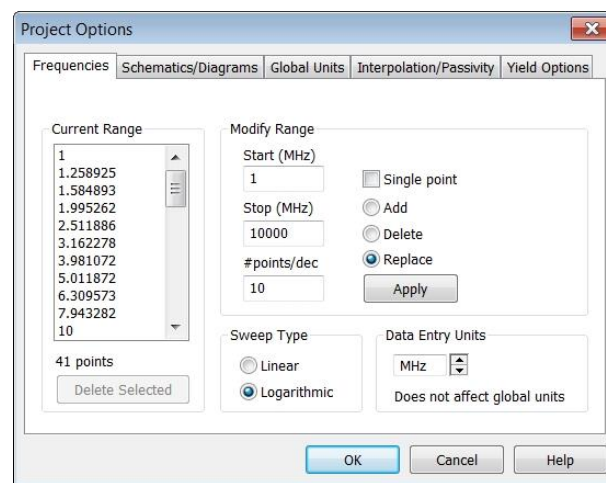 Project Options
Frequencies Schematics/Diagrams Global Units Interpolation/Passivity Yield Options
Current Range
1
1.258925
1.584893
1.995262
2.511886
3.162278
3.981072
5.011872
6.309573
7.943282
10
41 points
Delete Selected
Modify Range
Start (MHz)
1
Stop (MHz)
10000
#points/dec
10
Single point
Add
Delete
Replace
Apply
Sweep Type
Linear
Logarithmic
Data Entry Units
MHz
Does not affect global units
OK Cancel Help